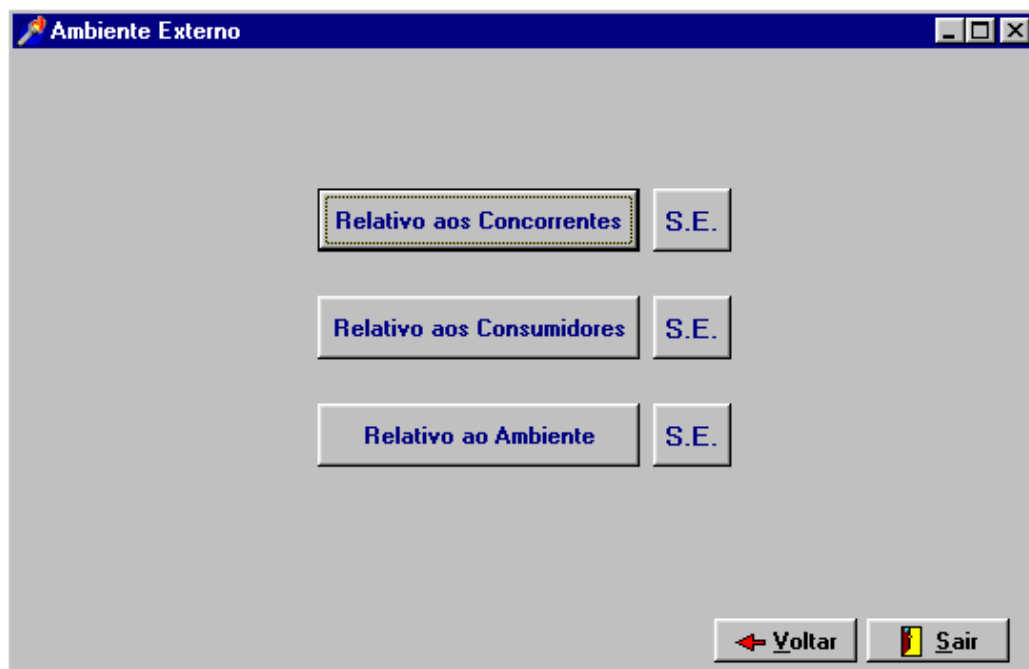 Ambiente Externo
Relativo aos Concorrentes S.E.
Relativo aos Consumidores S.E.
Relativo ao Ambiente S.E.
Voltar Sair